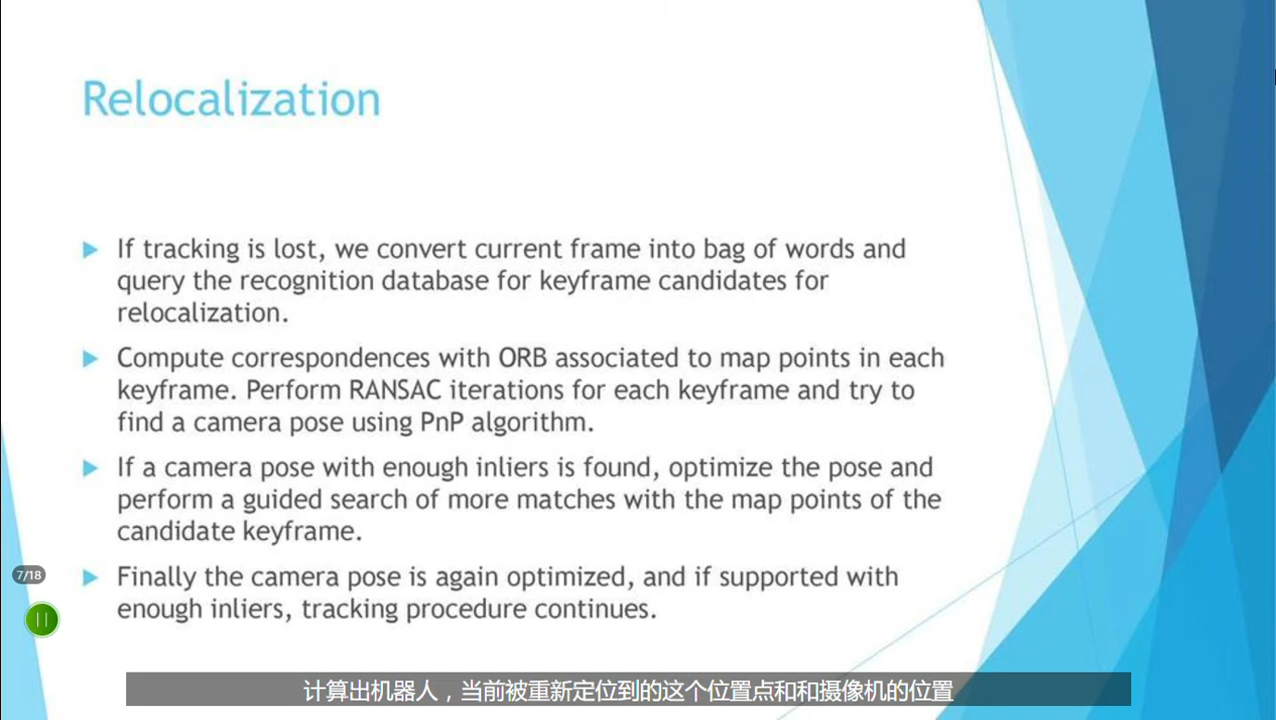 Relocalization
If tracking is lost, we convert current frame into bag of words and
query the recognition database for keyframe candidates for
relocalization.
Compute correspondences with ORB associated to map points in each
keyframe. Perform RANSAC iterations for each keyframe and try to
find a camera pose using PnP algorithm.
If a camera pose with enough inliers is found, optimize the pose and
perform a guided search of more matches with the map points of the
candidate keyframe.
7/18
Finally the camera pose is again optimized, and if supported with
enough inliers, tracking procedure continues.
计算出机器人，当前被重新定位到的这个位置点和和摄像机的位置